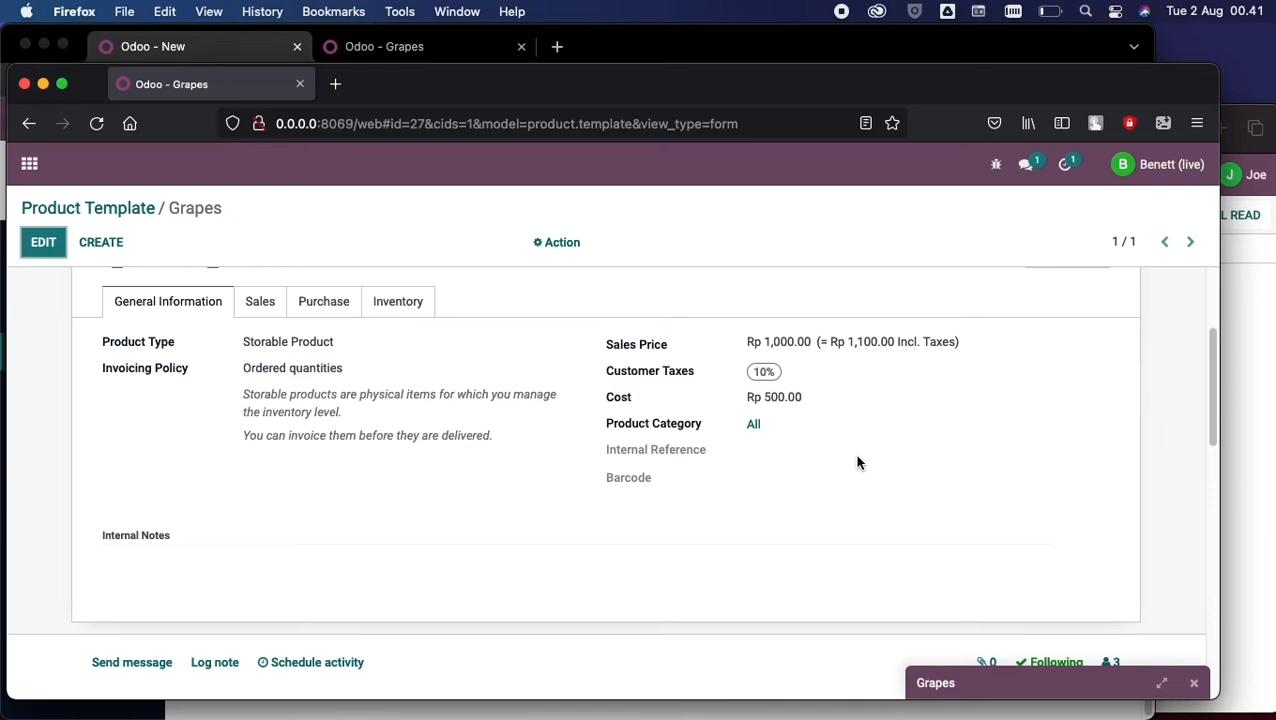 Firefox File Edit View History Bookmarks Tools Window Help Tue 2 Aug 00.41
Odoo - New Odoo - Grapes
Odoo - Grapes
0.0.0.0:8069/web#id=27&cids=1&model=product.template&view_type=form
1 1 B Benett (live) J Joe
Product Template / Grapes
L READ
EDIT CREATE Action 1 / 1
General Information Sales Purchase Inventory
Product Type Storable Product
Sales Price Rp 1,000.00 (= Rp 1,100.00 Incl. Taxes)
Invoicing Policy Ordered quantities
Customer Taxes 10%
Storable products are physical items for which you manage
the inventory level.
Cost Rp 500.00
Product Category All
You can invoice them before they are delivered.
Internal Reference
Barcode
Internal Notes
Send message Log note Schedule activity 0 Following 3
Grapes